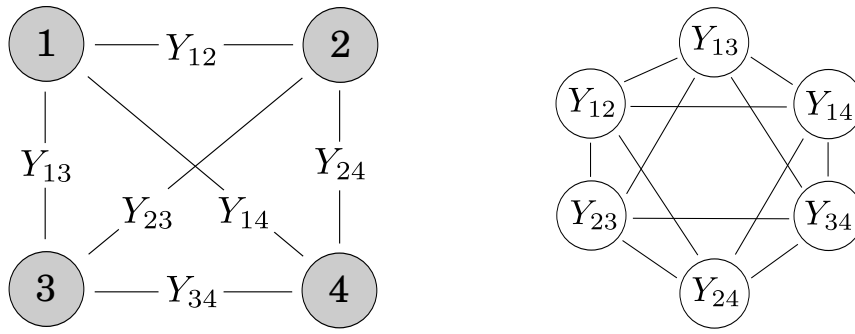 1 Y₁₂ 2
Y₁₃ Y₂₄
Y₂₃ Y₁₄
3 Y₃₄ 4
Y₁₃
Y₁₂ Y₁₄
Y₂₃ Y₃₄
Y₂₄